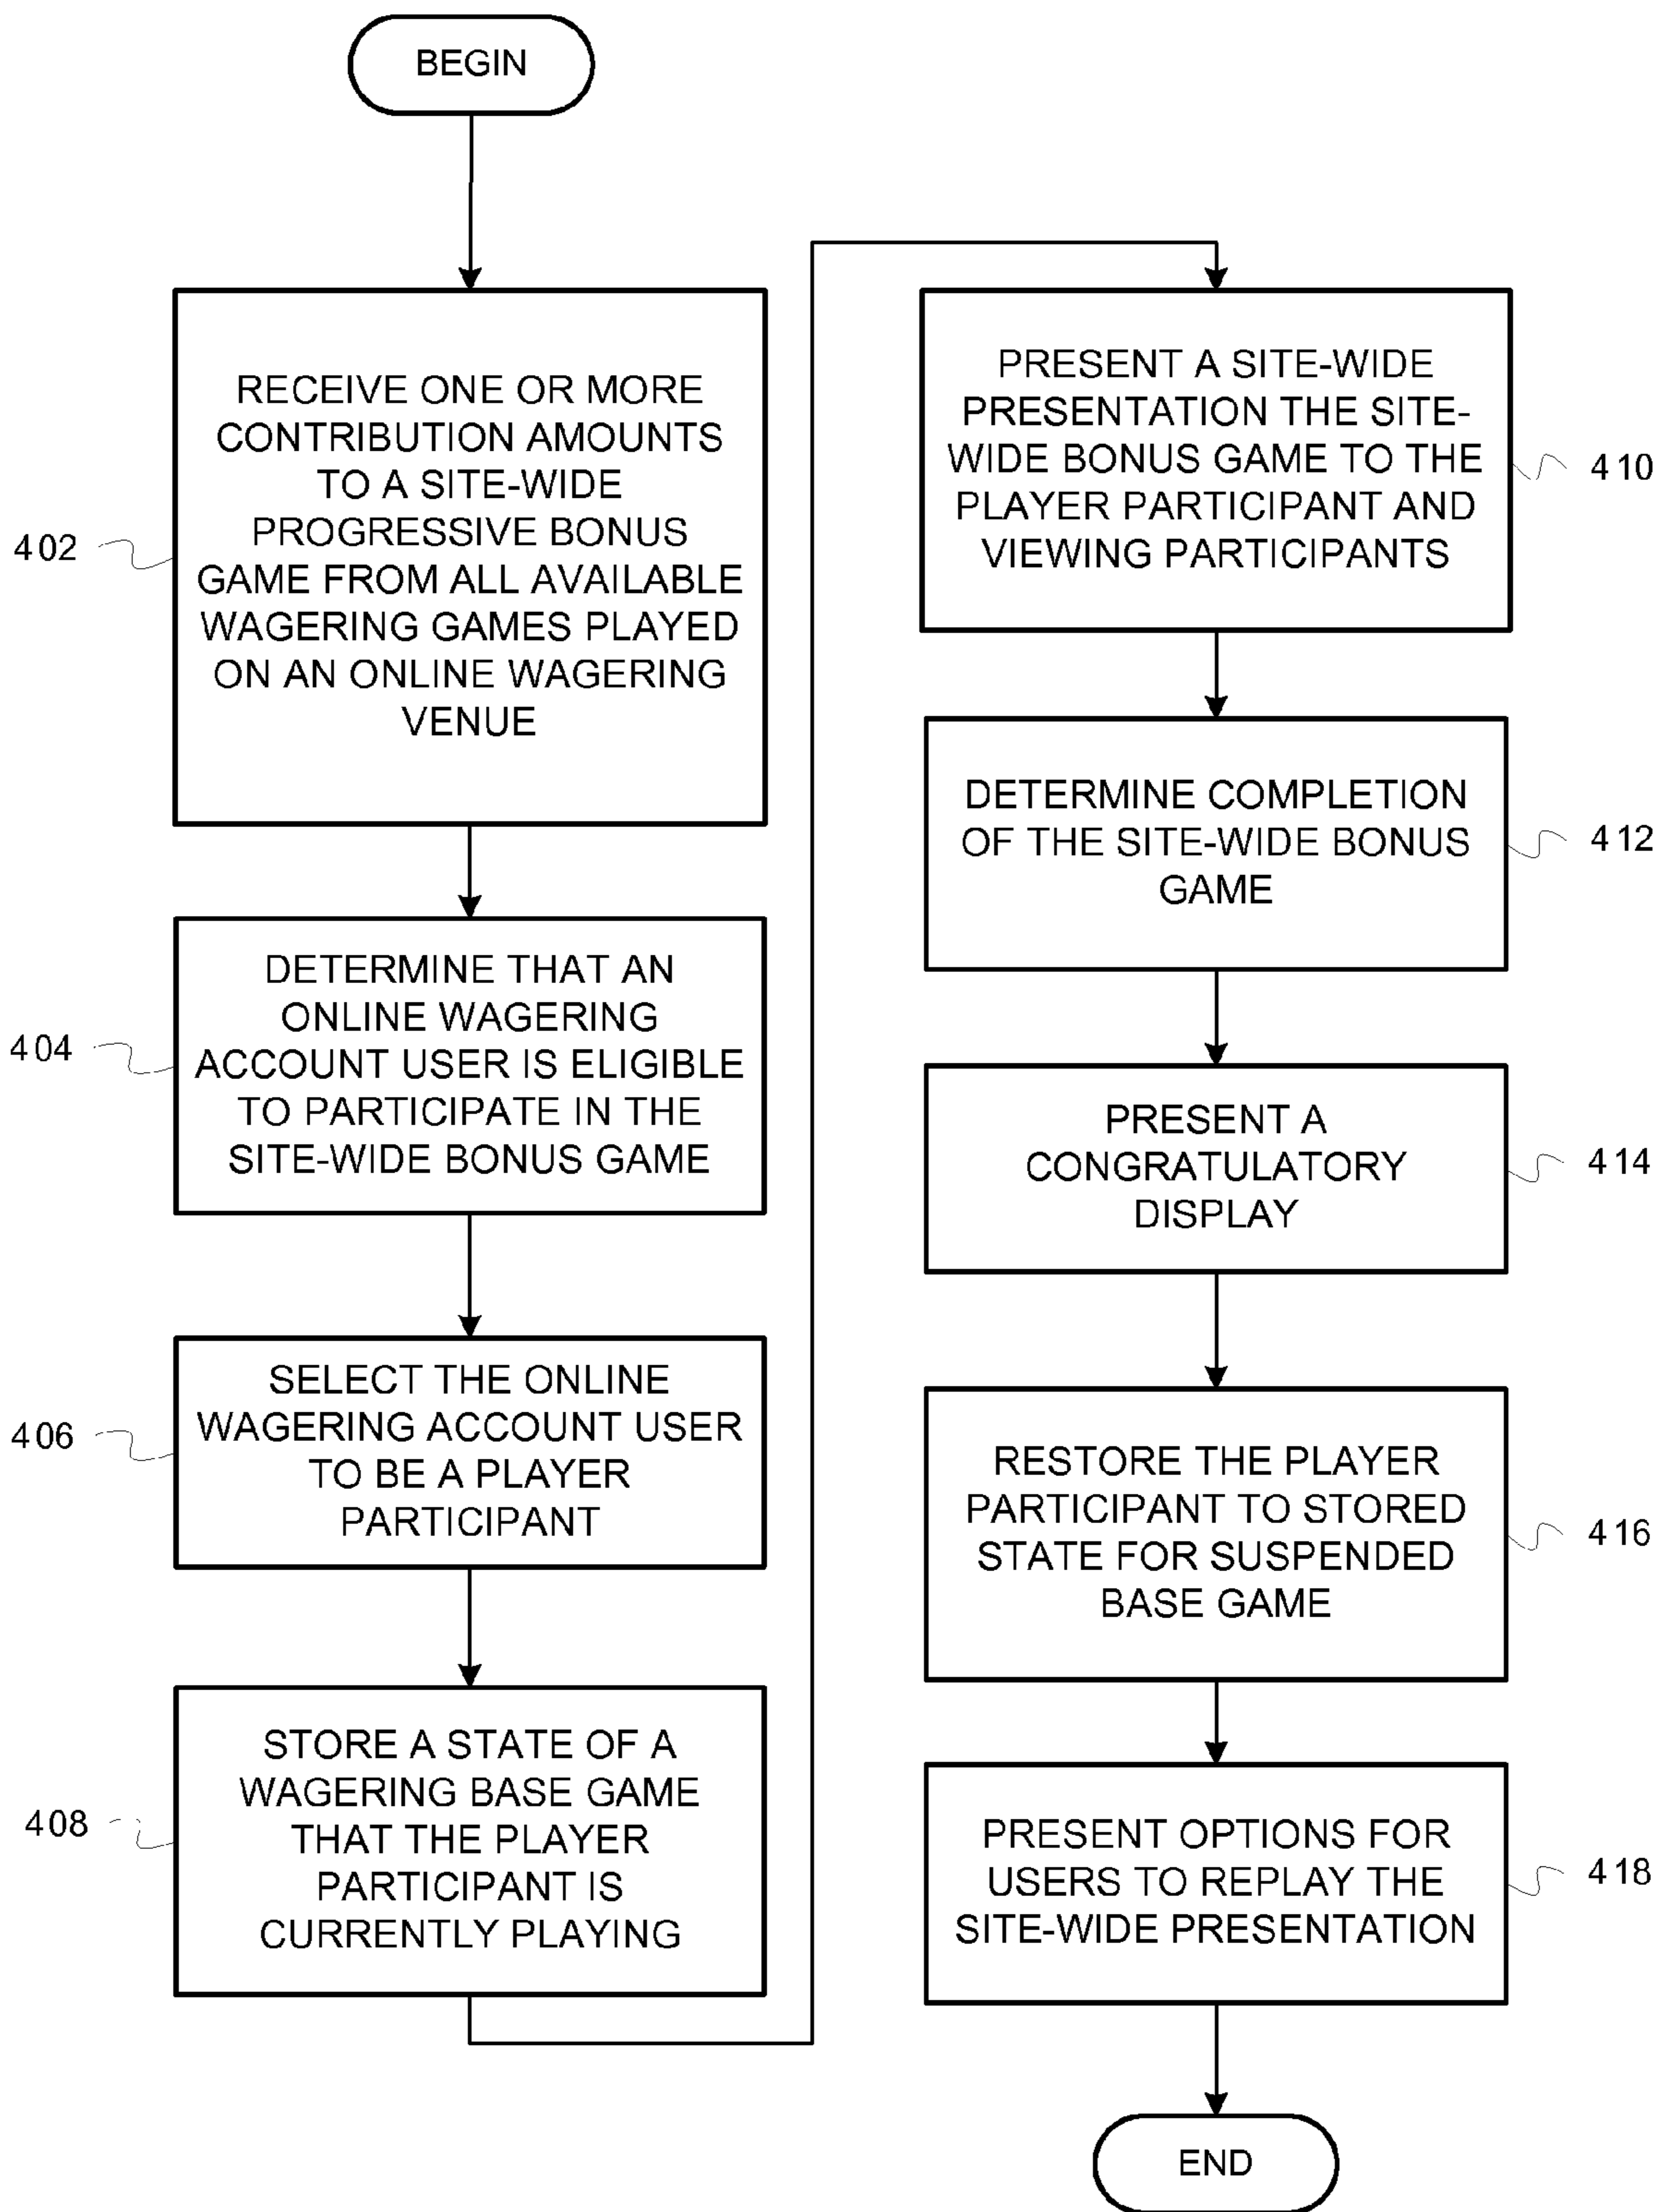 BEGIN
402
RECEIVE ONE OR MORE
CONTRIBUTION AMOUNTS
TO A SITE-WIDE
PROGRESSIVE BONUS
GAME FROM ALL AVAILABLE
WAGERING GAMES PLAYED
ON AN ONLINE WAGERING
VENUE
404
DETERMINE THAT AN
ONLINE WAGERING
ACCOUNT USER IS ELIGIBLE
TO PARTICIPATE IN THE
SITE-WIDE BONUS GAME
406
SELECT THE ONLINE
WAGERING ACCOUNT USER
TO BE A PLAYER
PARTICIPANT
408
STORE A STATE OF A
WAGERING BASE GAME
THAT THE PLAYER
PARTICIPANT IS
CURRENTLY PLAYING
PRESENT A SITE-WIDE
PRESENTATION THE SITE-
WIDE BONUS GAME TO THE
PLAYER PARTICIPANT AND
VIEWING PARTICIPANTS
410
DETERMINE COMPLETION
OF THE SITE-WIDE BONUS
GAME
412
PRESENT A
CONGRATULATORY
DISPLAY
414
RESTORE THE PLAYER
PARTICIPANT TO STORED
STATE FOR SUSPENDED
BASE GAME
416
PRESENT OPTIONS FOR
USERS TO REPLAY THE
SITE-WIDE PRESENTATION
418
END